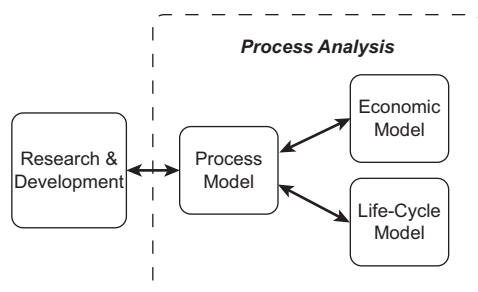 Process Analysis
Economic
Model
Research &
Development
Process
Model
Life-Cycle
Model